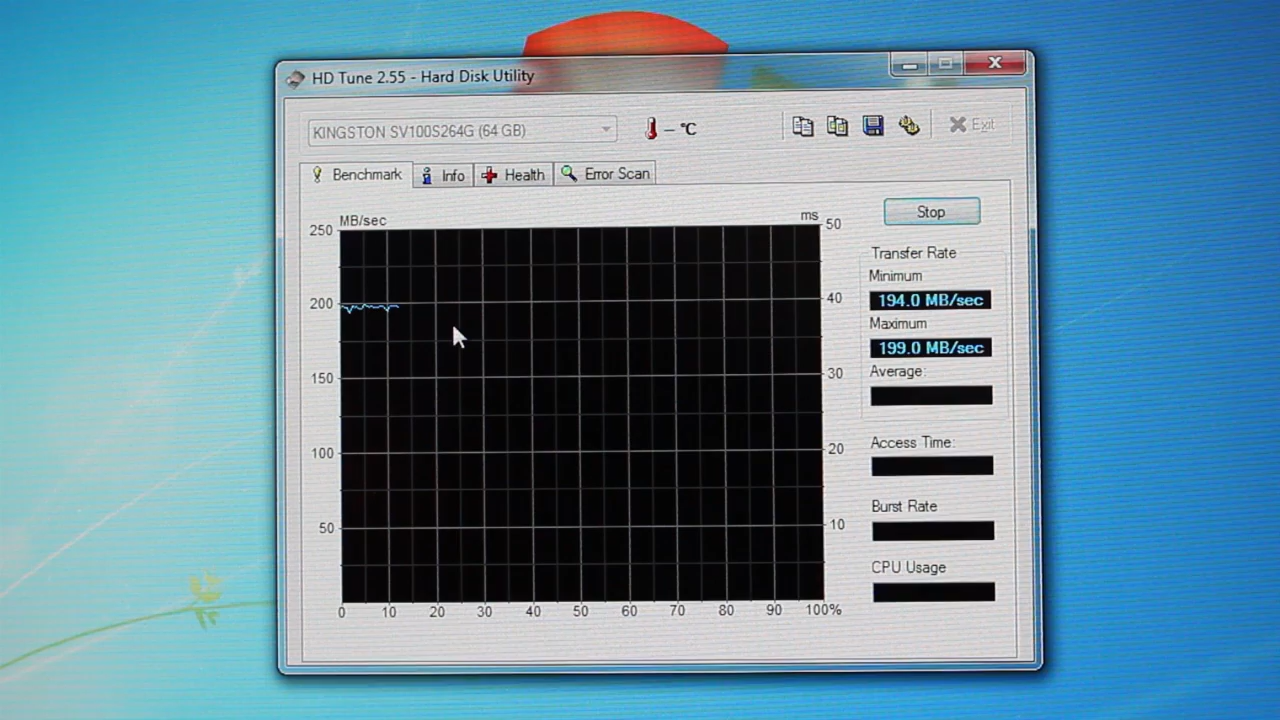 HD Tune 2.55 - Hard Disk Utility
KINGSTON SV100S264G (64 GB)
– °C
Exit
Benchmark
Info
Health
Error Scan
MB/sec
ms
250
200
150
100
50
50
40
30
20
10
0
10
20
30
40
50
60
70
80
90
100%
Stop
Transfer Rate
Minimum
194.0 MB/sec
Maximum
199.0 MB/sec
Average:
Access Time:
Burst Rate
CPU Usage